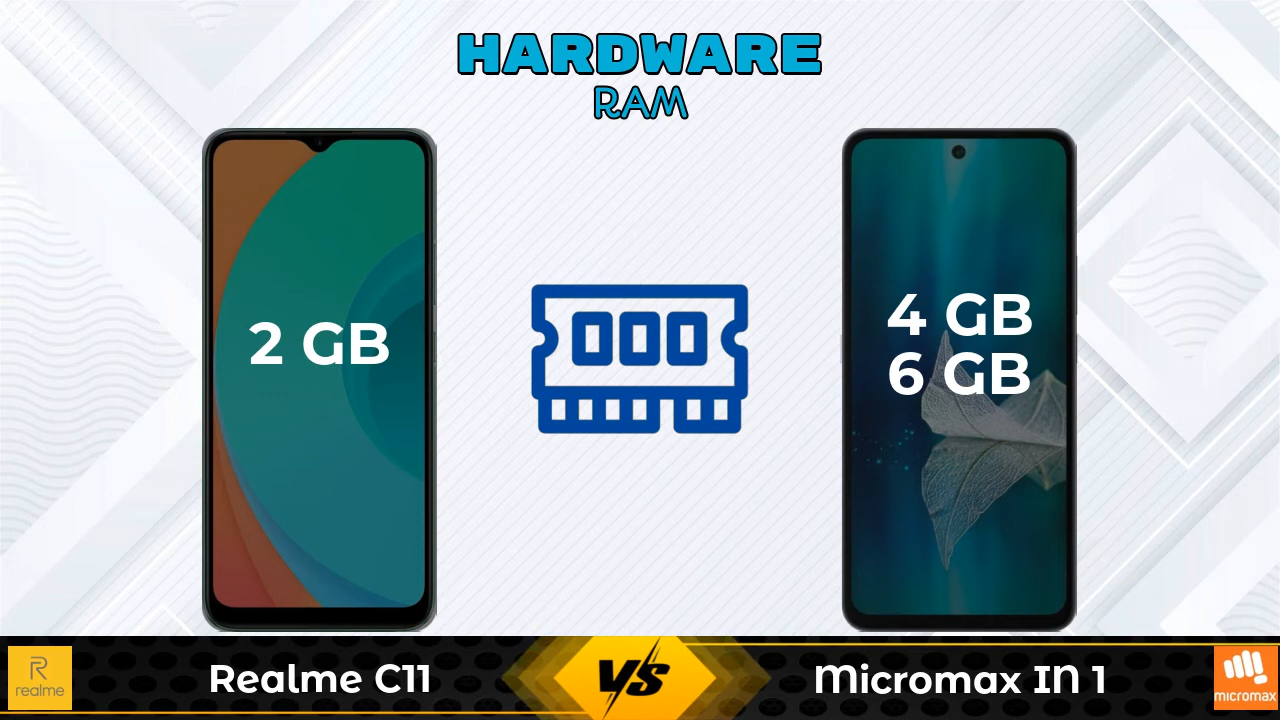 HARDWARE
RAM
2 GB
4 GB
6 GB
realme
Realme C11
VS
Micromax IN 1
micromax